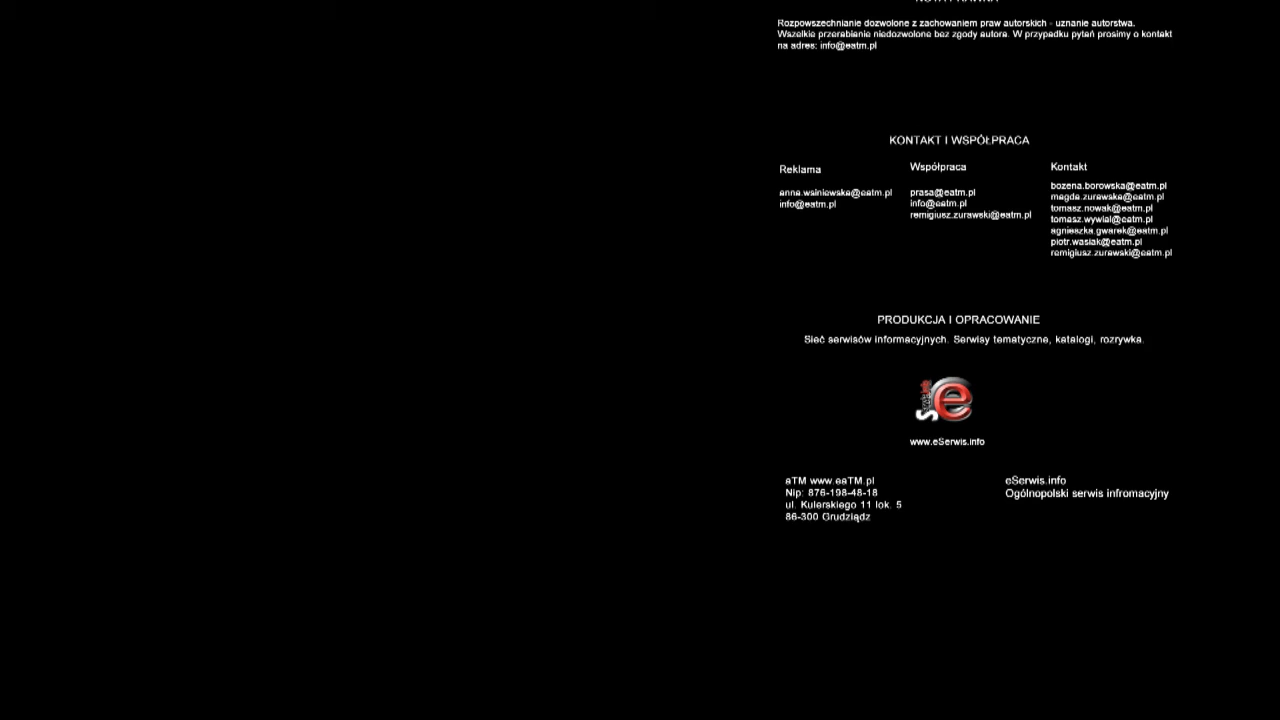 NOTA PRAWNA
Rozpowszechnianie dozwolone z zachowaniem praw autorskich - uznanie autorstwa.
Wszelkie przerabianie niedozwolone bez zgody autora. W przypadku pytań prosimy o kontakt
na adres: info@eatm.pl
KONTAKT I WSPÓŁPRACA
Reklama
anna.wsiniewska@eatm.pl
info@eatm.pl
Współpraca
prasa@eatm.pl
info@eatm.pl
remigiusz.zurawski@eatm.pl
Kontakt
bozena.borowska@eatm.pl
magda.zurawska@eatm.pl
tomasz.nowak@eatm.pl
tomasz.wywial@eatm.pl
agnieszka.gwarek@eatm.pl
piotr.wasiak@eatm.pl
remigiusz.zurawski@eatm.pl
PRODUKCJA I OPRACOWANIE
Sieć serwisów informacyjnych. Serwisy tematyczne, katalogi, rozrywka.
e
www.eSerwis.info
aTM www.eaTM.pl
Nip: 876-198-48-18
ul. Kulerskiego 11 lok. 5
86-300 Grudziądz
eSerwis.info
Ogólnopolski serwis infromacyjny